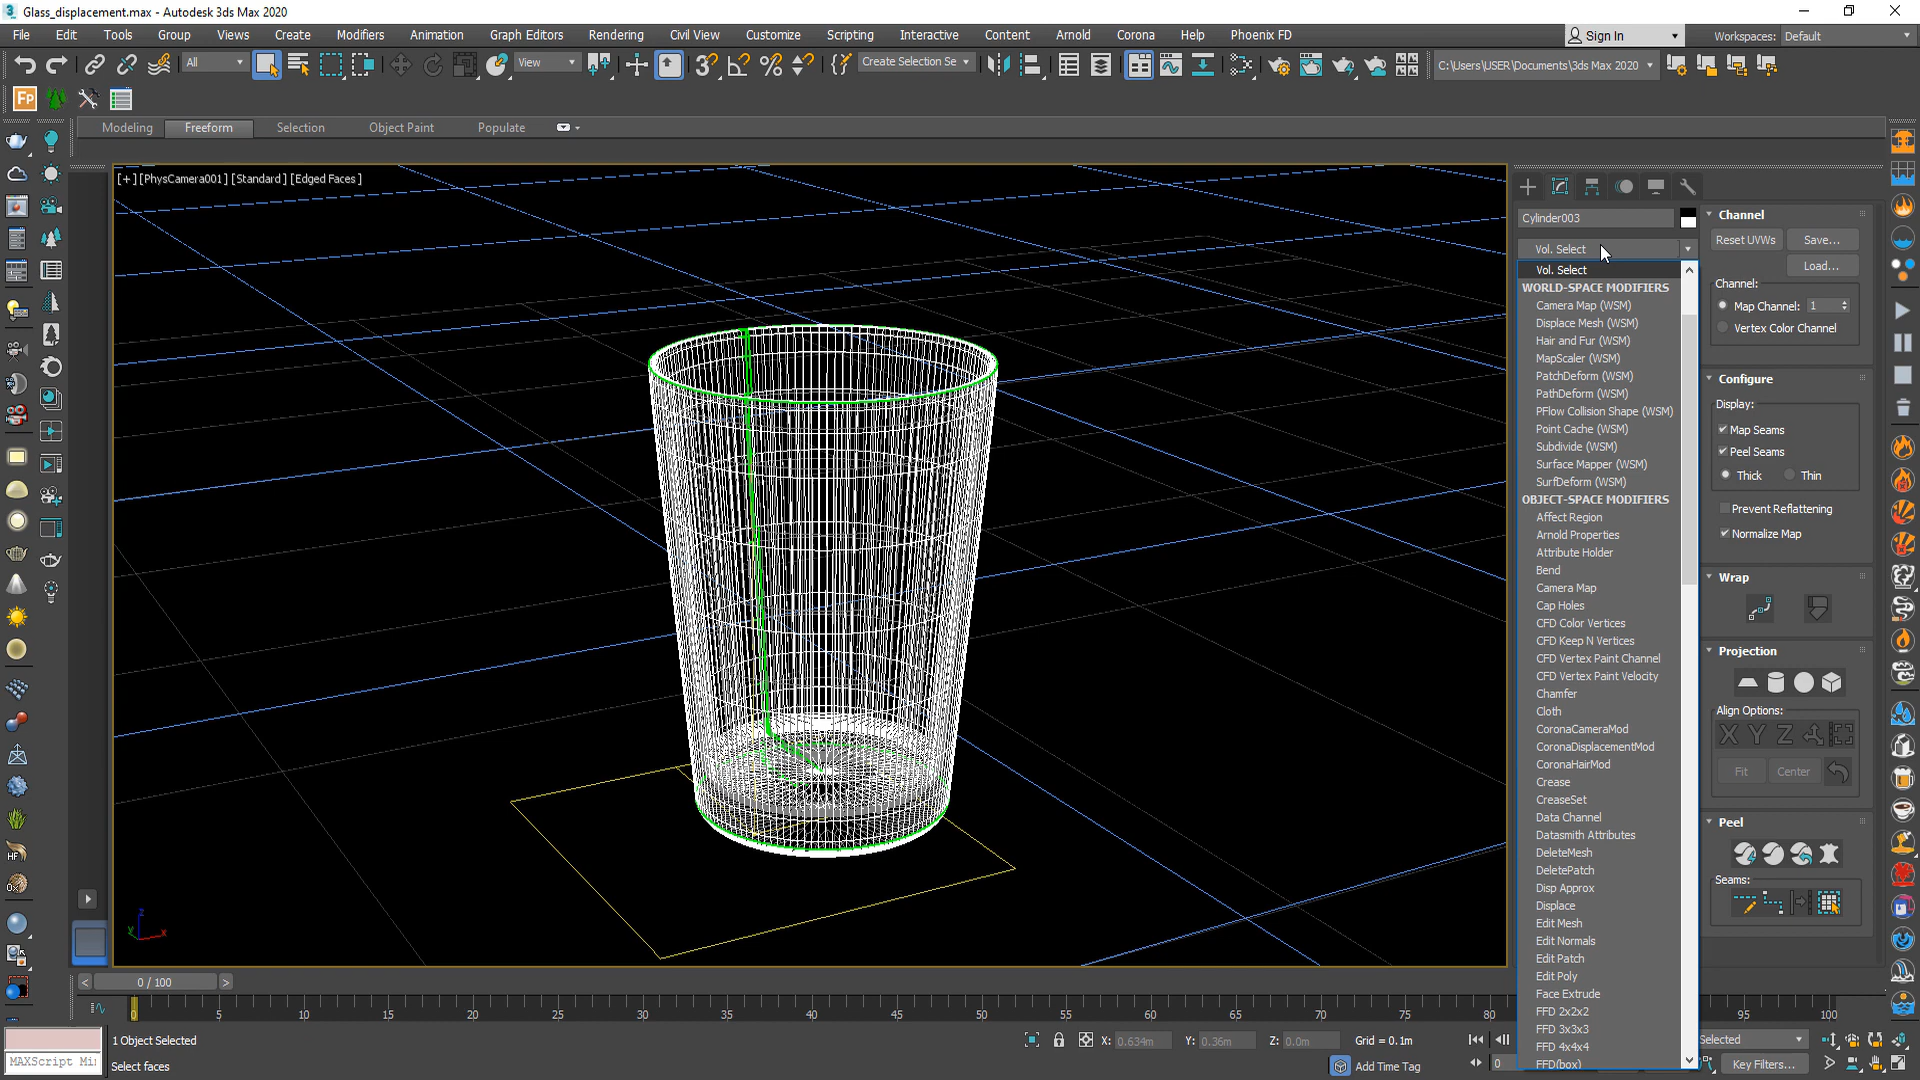 Glass_displacement.max - Autodesk 3ds Max 2020
File Edit Tools Group Views Create Modifiers Animation Graph Editors Rendering Civil View Customize Scripting Interactive Content Arnold Corona Help Phoenix FD Sign In Workspaces: Default
All View Create Selection Se C:\Users\USER\Documents\3ds Max 2020
Modeling Freeform Selection Object Paint Populate
[+] [PhysCamera001] [Standard] [Edged Faces]
Cylinder003
Vol. Select
Vol. Select
WORLD-SPACE MODIFIERS
Camera Map (WSM)
Displace Mesh (WSM)
Hair and Fur (WSM)
MapScaler (WSM)
PatchDeform (WSM)
PathDeform (WSM)
PFlow Collision Shape (WSM)
Point Cache (WSM)
Subdivide (WSM)
Surface Mapper (WSM)
SurfDeform (WSM)
OBJECT-SPACE MODIFIERS
Affect Region
Arnold Properties
Attribute Holder
Bend
Camera Map
Cap Holes
CFD Color Vertices
CFD Keep N Vertices
CFD Vertex Paint Channel
CFD Vertex Paint Velocity
Chamfer
Cloth
CoronaCameraMod
CoronaDisplacementMod
CoronaHairMod
Crease
CreaseSet
Data Channel
Datasmith Attributes
DeleteMesh
DeletePatch
Disp Approx
Displace
Edit Mesh
Edit Normals
Edit Patch
Edit Poly
Face Extrude
FFD 2x2x2
FFD 3x3x3
FFD 4x4x4
FFD(box)
Channel
Reset UVWs Save...
Load...
Channel:
Map Channel: 1
Vertex Color Channel
Configure
Display:
Map Seams
Peel Seams
Thick Thin
Prevent Reflattening
Normalize Map
Wrap
Projection
Align Options:
X Y Z
Fit Center
Peel
Seams:
HF
< 0 / 100 >
0 5 10 15 20 25 30 35 40 45 50 55 60 65 70 75 80 95 100
1 Object Selected X: 0.634m Y: 0.36m Z: 0.0m Grid = 0.1m Selected
MAXScript Mi Select faces Add Time Tag 0 Key Filters...